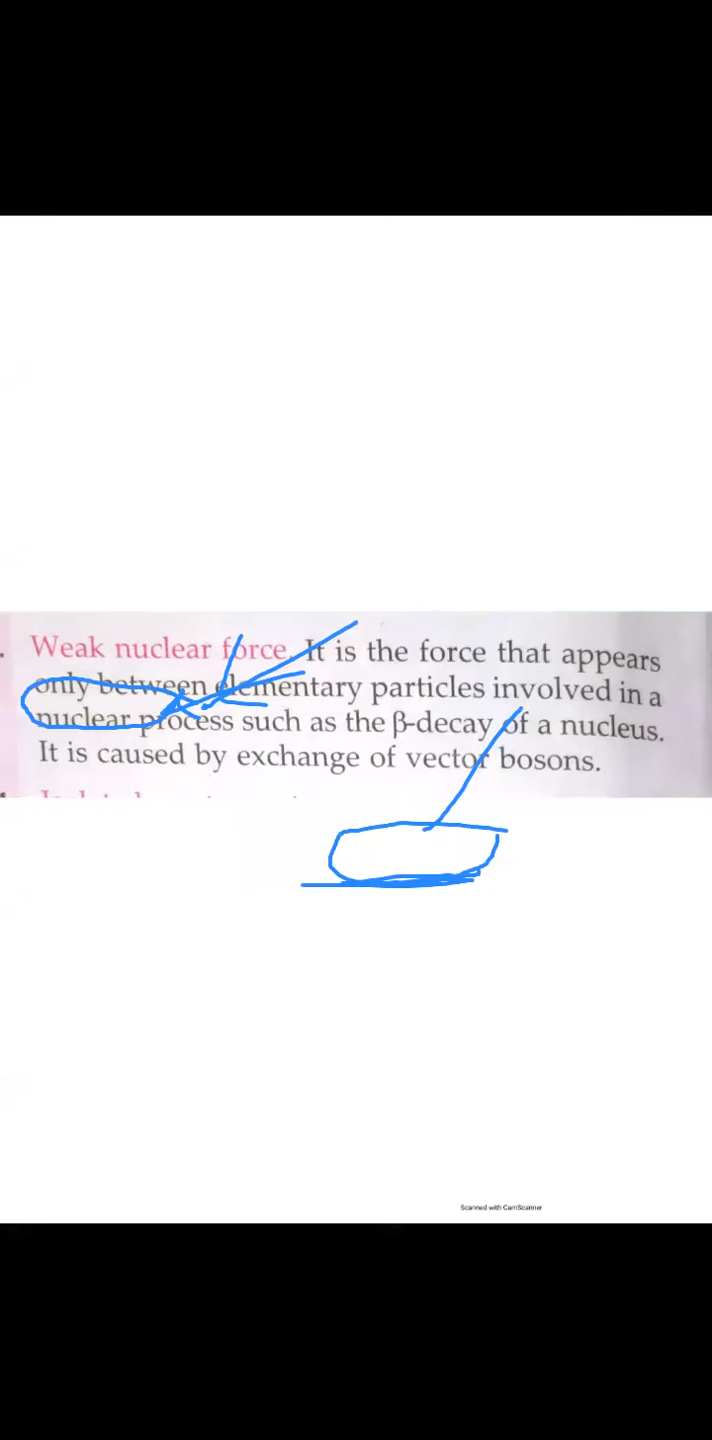 Weak nuclear force. It is the force that appears
only between elementary particles involved in a
nuclear process such as the β-decay of a nucleus.
It is caused by exchange of vector bosons.
Scanned with CamScanner